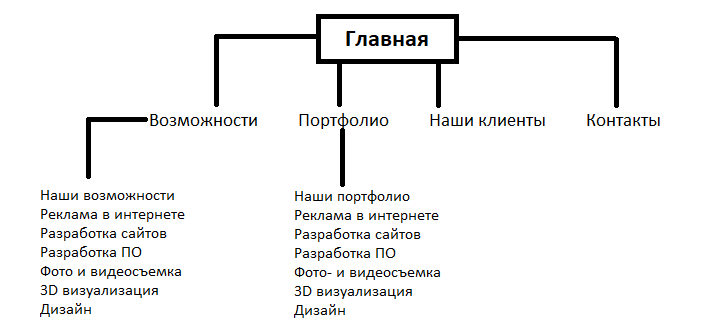 Главная
Возможности
Портфолио
Наши клиенты
Контакты
Наши возможности
Реклама в интернете
Разработка сайтов
Разработка ПО
Фото и видеосъемка
3D визуализация
Дизайн
Наши портфолио
Реклама в интернете
Разработка сайтов
Разработка ПО
Фото- и видеосъемка
3D визуализация
Дизайн